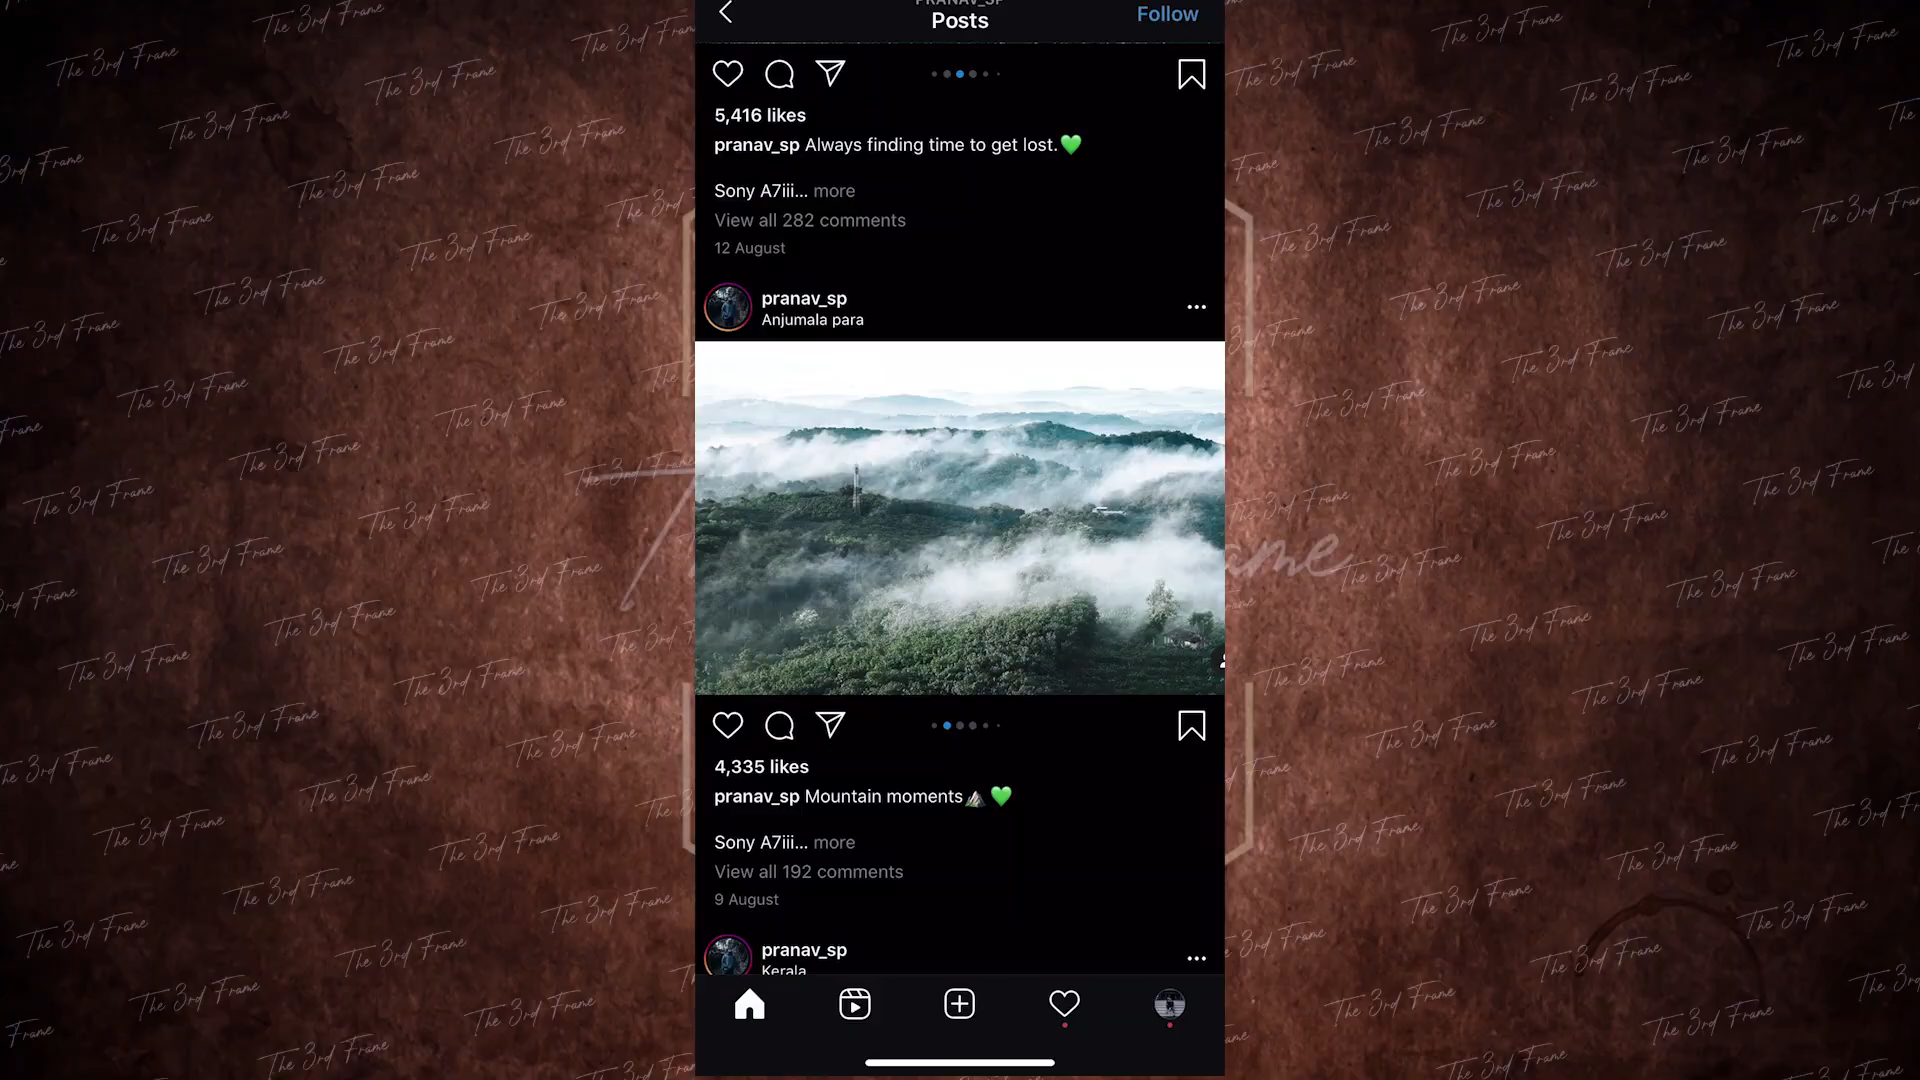 PRANAV_SP
Posts
Follow
5,416 likes
pranav_sp Always finding time to get lost.💚
Sony A7iii... more
View all 282 comments
12 August
pranav_sp
Anjumala para
4,335 likes
pranav_sp Mountain moments⛰️💚
Sony A7iii... more
View all 192 comments
9 August
pranav_sp
Kerala
The 3rd Frame